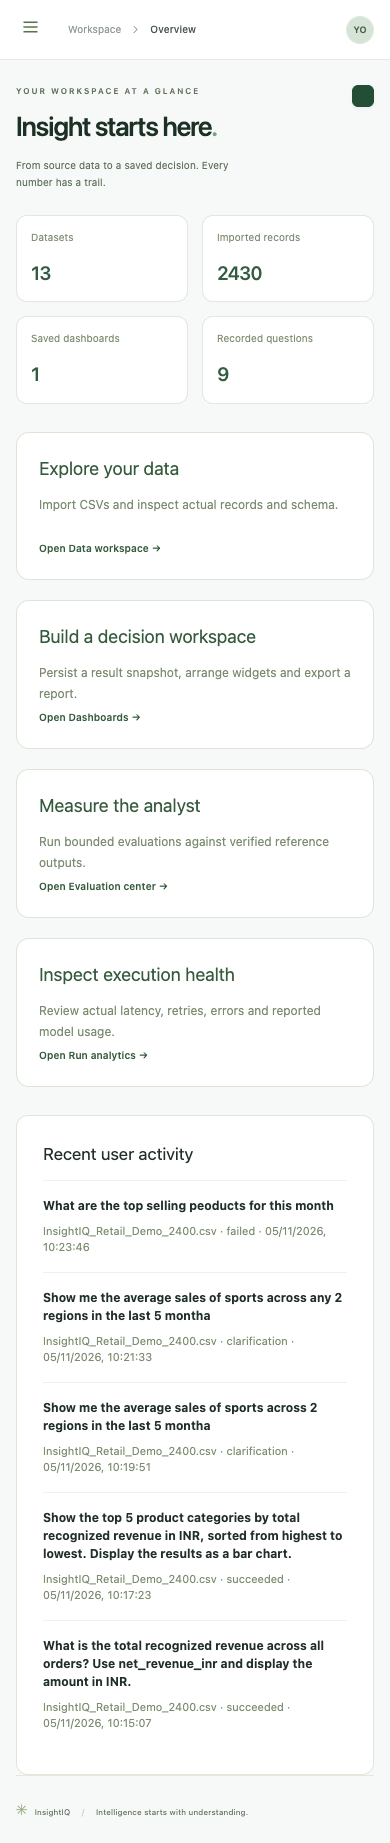 Workspace > Overview YO
YOUR WORKSPACE AT A GLANCE
Insight starts here.
From source data to a saved decision. Every
number has a trail.
Datasets
13
Imported records
2430
Saved dashboards
1
Recorded questions
9
Explore your data
Import CSVs and inspect actual records and schema.
Open Data workspace →
Build a decision workspace
Persist a result snapshot, arrange widgets and export a
report.
Open Dashboards →
Measure the analyst
Run bounded evaluations against verified reference
outputs.
Open Evaluation center →
Inspect execution health
Review actual latency, retries, errors and reported
model usage.
Open Run analytics →
Recent user activity
What are the top selling peoducts for this month
InsightIQ_Retail_Demo_2400.csv · failed · 05/11/2026,
10:23:46
Show me the average sales of sports across any 2
regions in the last 5 montha
InsightIQ_Retail_Demo_2400.csv · clarification ·
05/11/2026, 10:21:33
Show me the average sales of sports across 2
regions in the last 5 montha
InsightIQ_Retail_Demo_2400.csv · clarification ·
05/11/2026, 10:19:51
Show the top 5 product categories by total
recognized revenue in INR, sorted from highest to
lowest. Display the results as a bar chart.
InsightIQ_Retail_Demo_2400.csv · succeeded ·
05/11/2026, 10:17:23
What is the total recognized revenue across all
orders? Use net_revenue_inr and display the
amount in INR.
InsightIQ_Retail_Demo_2400.csv · succeeded ·
05/11/2026, 10:15:07
InsightIQ / Intelligence starts with understanding.